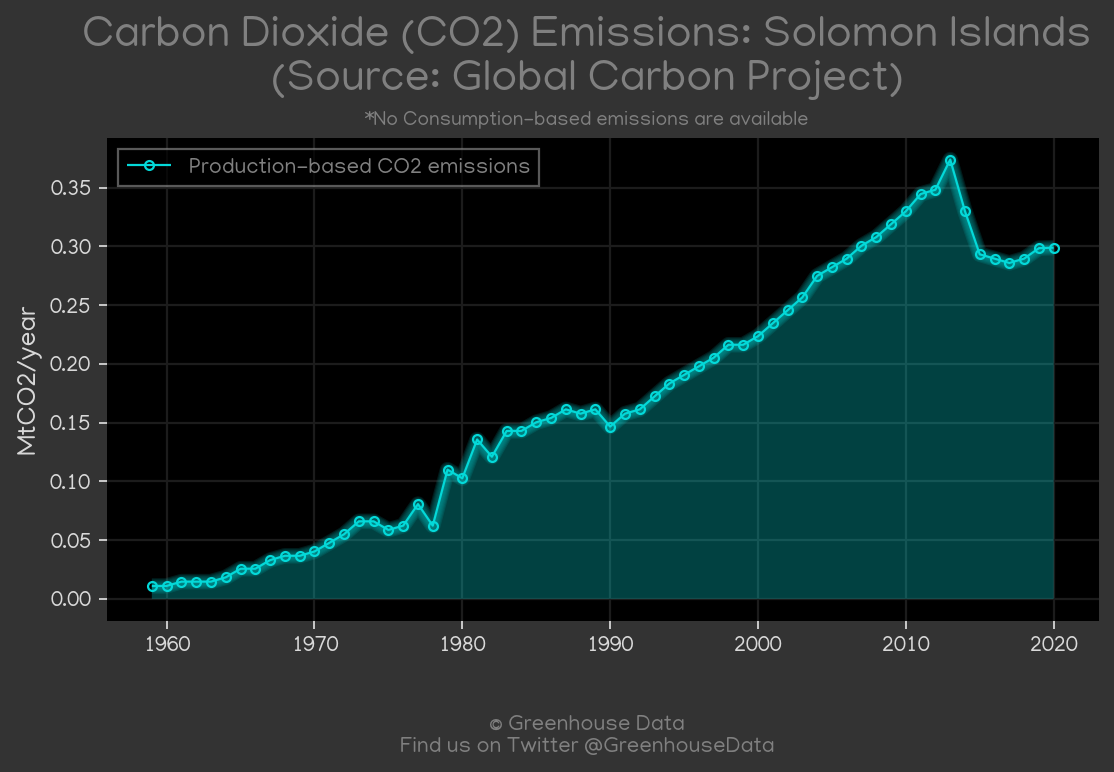 Carbon Dioxide (CO2) Emissions: Solomon Islands
(Source: Global Carbon Project)
*No Consumption-based emissions are available
Production-based CO2 emissions
MtCO2/year
0.35
0.30
0.25
0.20
0.15
0.10
0.05
0.00
1960 1970 1980 1990 2000 2010 2020
© Greenhouse Data
Find us on Twitter @GreenhouseData